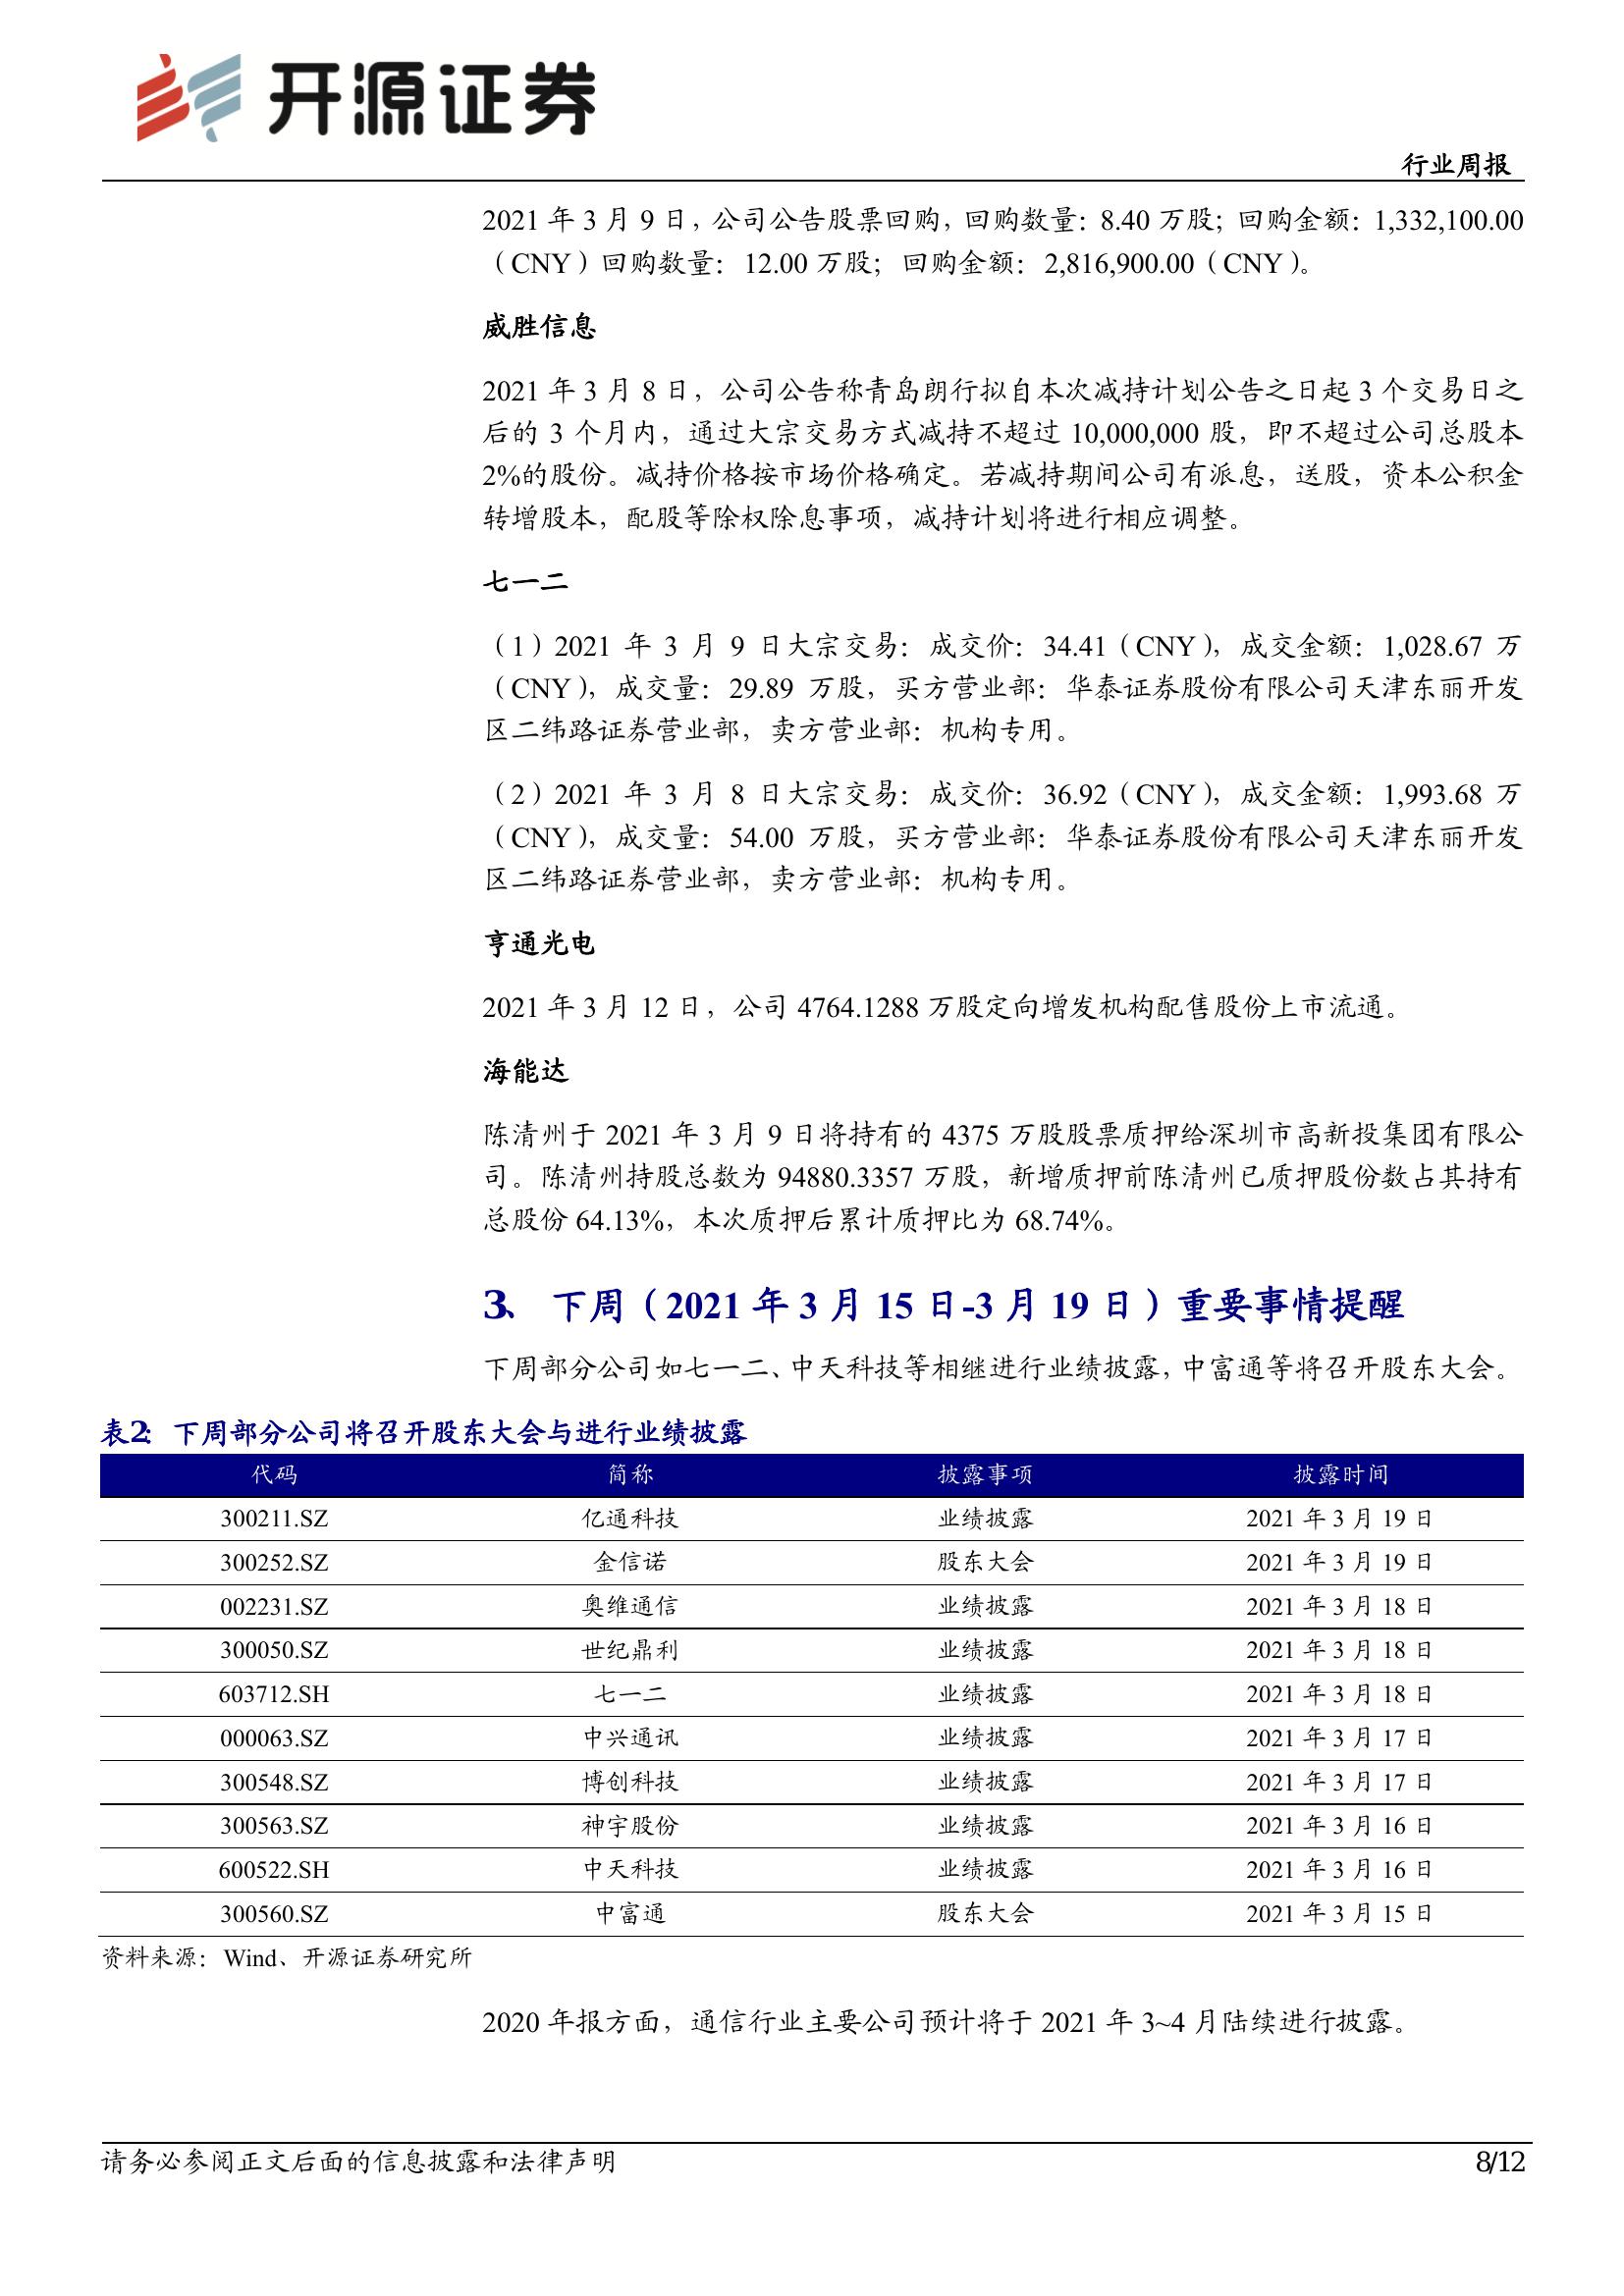 开源证券
行业周报
2021 年 3 月 9 日，公司公告股票回购，回购数量：8.40 万股；回购金额：1,332,100.00
（CNY）回购数量：12.00 万股；回购金额：2,816,900.00（CNY）。
威胜信息
2021 年 3 月 8 日，公司公告称青岛朗行拟自本次减持计划公告之日起 3 个交易日之
后的 3 个月内，通过大宗交易方式减持不超过 10,000,000 股，即不超过公司总股本
2%的股份。减持价格按市场价格确定。若减持期间公司有派息，送股，资本公积金
转增股本，配股等除权除息事项，减持计划将进行相应调整。
七一二
（1）2021 年 3 月 9 日大宗交易：成交价：34.41（CNY），成交金额：1,028.67 万
（CNY），成交量：29.89 万股，买方营业部：华泰证券股份有限公司天津东丽开发
区二纬路证券营业部，卖方营业部：机构专用。
（2）2021 年 3 月 8 日大宗交易：成交价：36.92（CNY），成交金额：1,993.68 万
（CNY），成交量：54.00 万股，买方营业部：华泰证券股份有限公司天津东丽开发
区二纬路证券营业部，卖方营业部：机构专用。
亨通光电
2021 年 3 月 12 日，公司 4764.1288 万股定向增发机构配售股份上市流通。
海能达
陈清州于 2021 年 3 月 9 日将持有的 4375 万股股票质押给深圳市高新投集团有限公
司。陈清州持股总数为 94880.3357 万股，新增质押前陈清州已质押股份数占其持有
总股份 64.13%，本次质押后累计质押比为 68.74%。
3、 下周（2021 年 3 月 15 日-3 月 19 日）重要事情提醒
下周部分公司如七一二、中天科技等相继进行业绩披露，中富通等将召开股东大会。
表2： 下周部分公司将召开股东大会与进行业绩披露
代码 简称 披露事项 披露时间
300211.SZ 亿通科技 业绩披露 2021 年 3 月 19 日
300252.SZ 金信诺 股东大会 2021 年 3 月 19 日
002231.SZ 奥维通信 业绩披露 2021 年 3 月 18 日
300050.SZ 世纪鼎利 业绩披露 2021 年 3 月 18 日
603712.SH 七一二 业绩披露 2021 年 3 月 18 日
000063.SZ 中兴通讯 业绩披露 2021 年 3 月 17 日
300548.SZ 博创科技 业绩披露 2021 年 3 月 17 日
300563.SZ 神宇股份 业绩披露 2021 年 3 月 16 日
600522.SH 中天科技 业绩披露 2021 年 3 月 16 日
300560.SZ 中富通 股东大会 2021 年 3 月 15 日
资料来源：Wind、开源证券研究所
2020 年报方面，通信行业主要公司预计将于 2021 年 3~4 月陆续进行披露。
请务必参阅正文后面的信息披露和法律声明
8/12